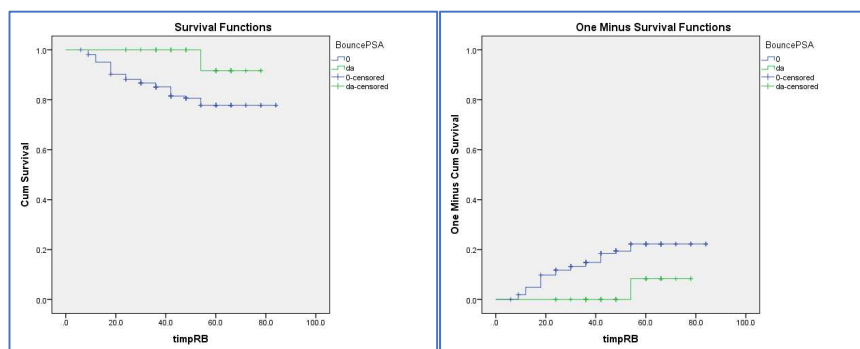 Survival Functions
BouncePSA
0
da
0-censored
da-censored
Cum Survival
1.0
0.8
0.6
0.4
0.2
0.0
.0 20.0 40.0 60.0 80.0 100.0
timpRB
One Minus Survival Functions
BouncePSA
0
da
0-censored
da-censored
One Minus Cum Survival
1.0
0.8
0.6
0.4
0.2
0.0
.0 20.0 40.0 60.0 80.0 100.0
timpRB